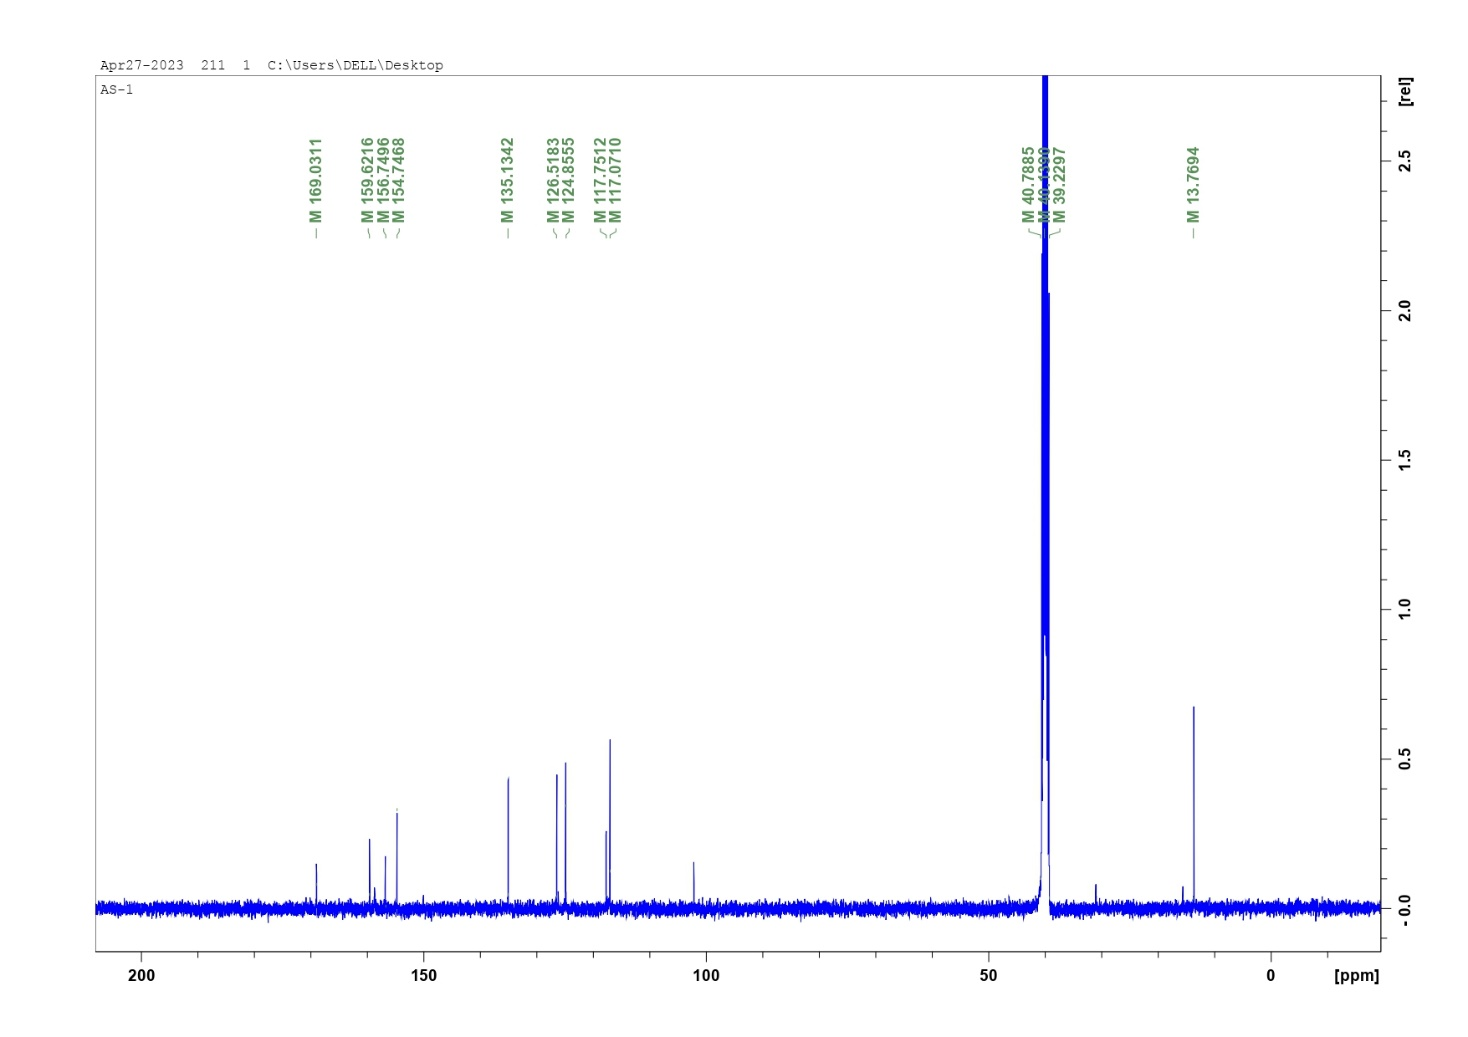 Apr27-2023 211 1 C:\Users\DELL\Desktop
AS-1
[rel]
M 169.0311
M 159.6216
M 156.7496
M 154.7468
M 135.1342
M 126.5183
M 124.8555
M 117.7512
M 117.0710
M 40.7885
M 39.2297
M 13.7694
2.5
2.0
1.5
1.0
0.5
-0.0
200 150 100 50 0 [ppm]